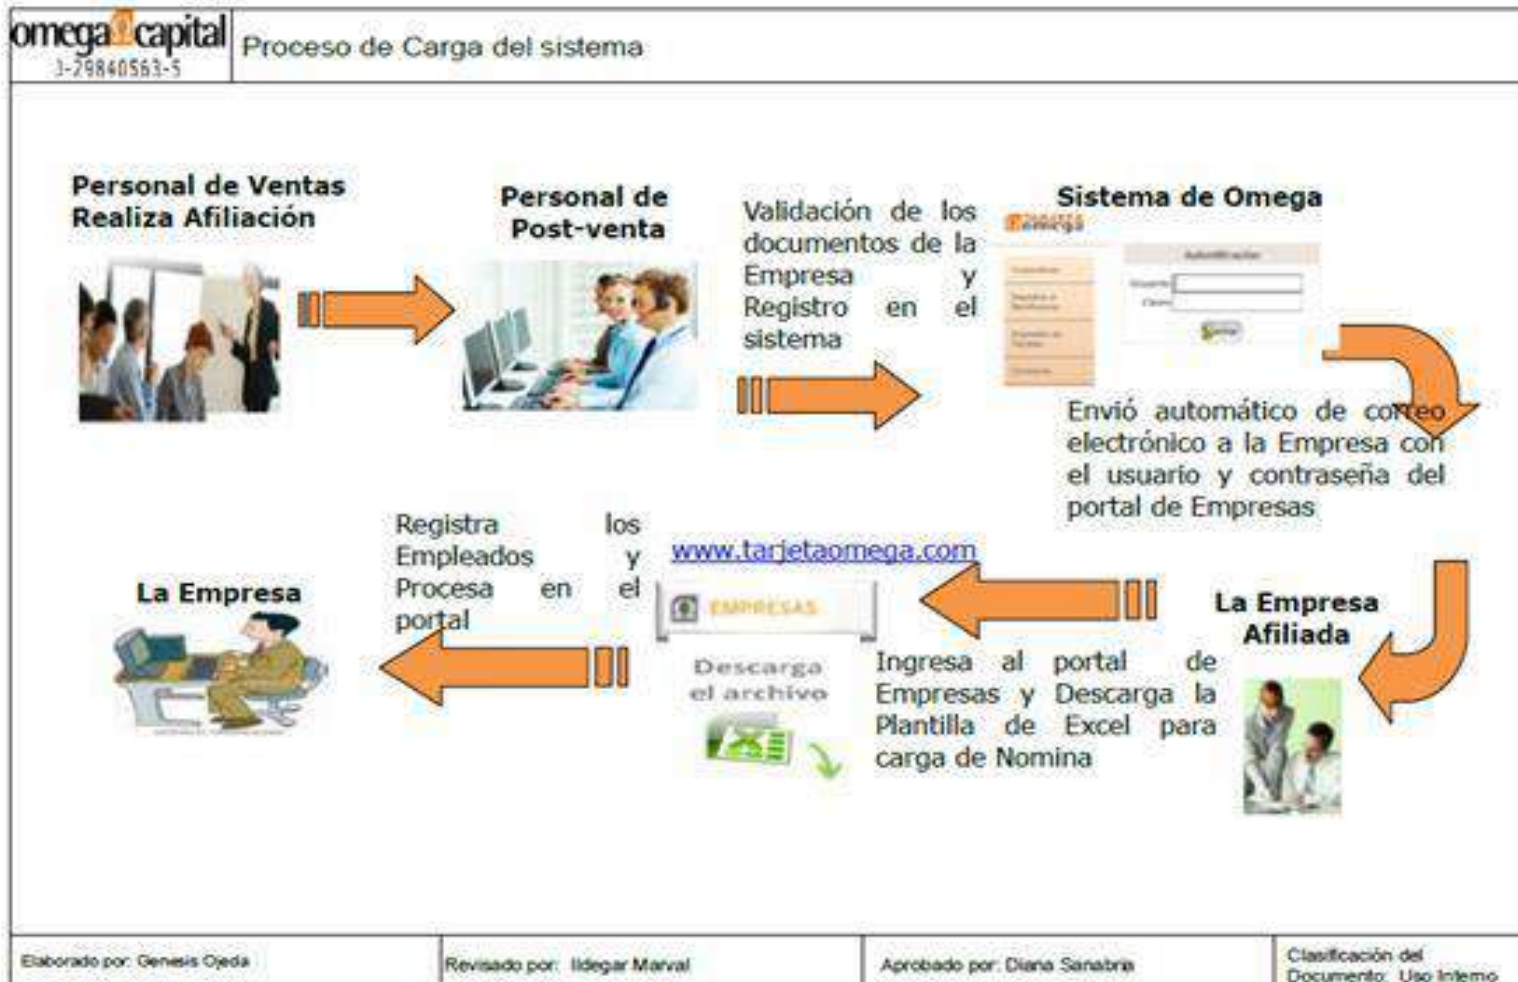 omega capital
J-29840563-5
Proceso de Carga del sistema
Personal de Ventas
Realiza Afiliación
Personal de
Post-venta
Validación de los
documentos de la
Empresa y
Registro en el
sistema
Sistema de Omega
omega
Envió automático de correo
electrónico a la Empresa con
el usuario y contraseña del
portal de Empresas
La Empresa
Afiliada
Ingresa al portal de
Empresas y Descarga la
Plantilla de Excel para
carga de Nomina
www.tarjetaomega.com
EMPRESAS
Descarga
el archivo
Registra los
Empleados y
Procesa en el
portal
La Empresa
Elaborado por: Genesis Ojeda
Revisado por: Ildegar Marval
Aprobado por: Diana Sanabria
Clasificación del
Documento: Uso Interno